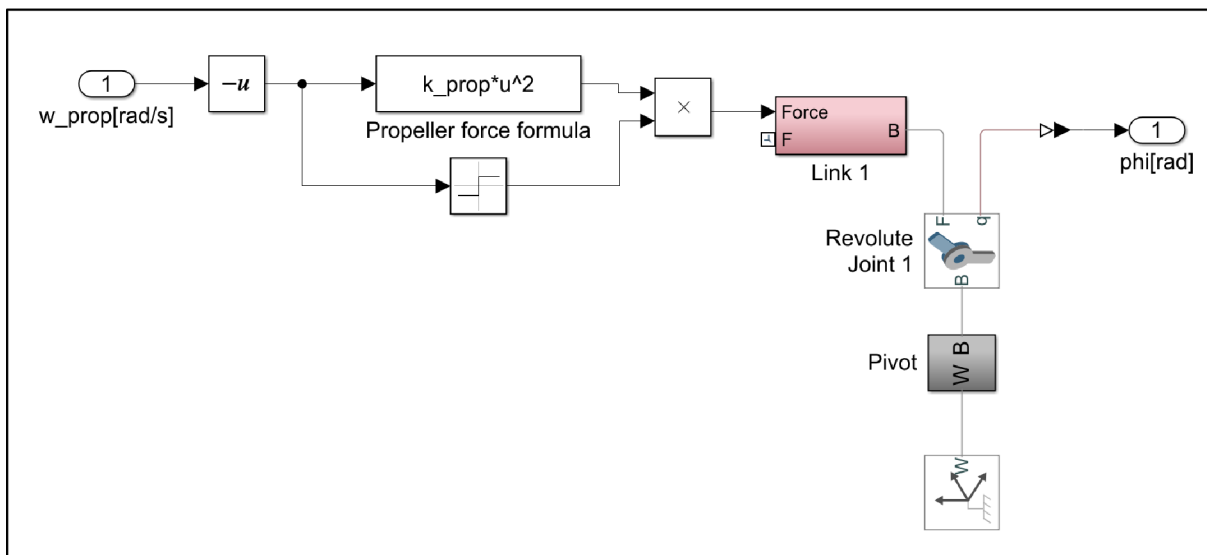 1
w_prop[rad/s]
-u
k_prop*u^2
Propeller force formula
×
Force
F
B
Link 1
1
phi[rad]
F
q
Revolute
Joint 1
B
Pivot
W B
W